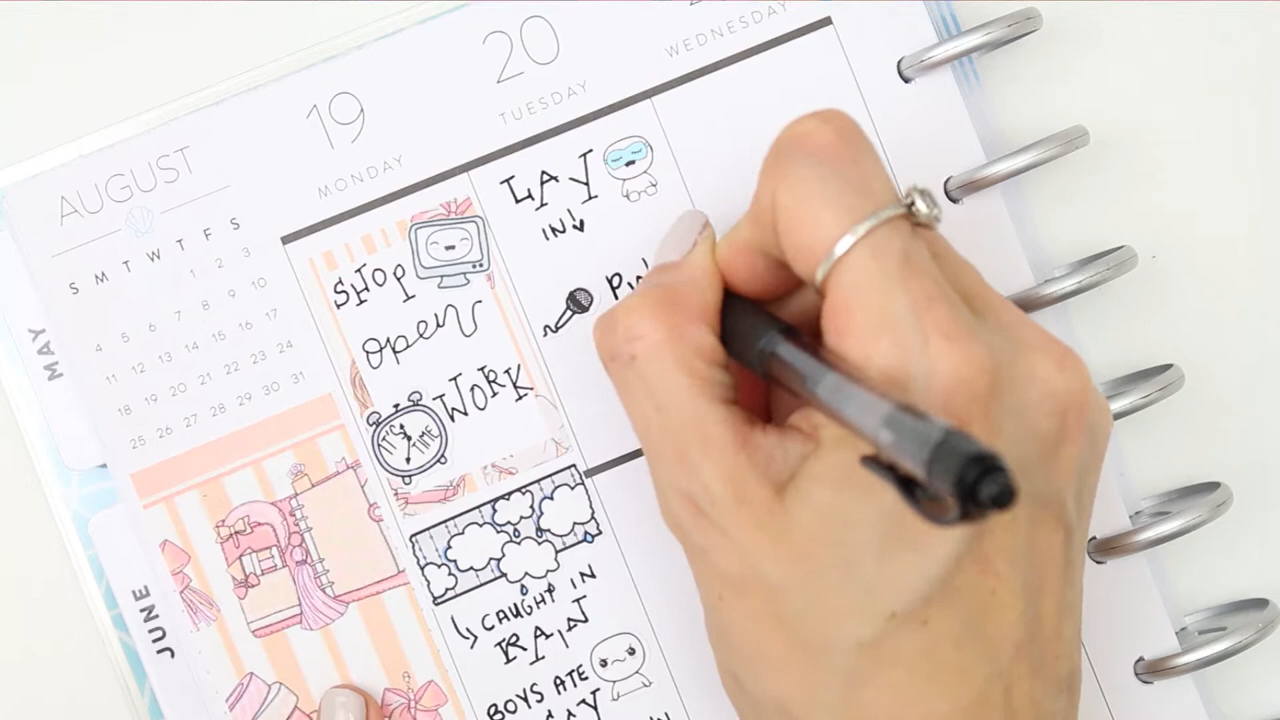 19
20
MONDAY
TUESDAY
WEDNESDAY
AUGUST
S M T W T F S
1 2 3
4 5 6 7 8 9 10
11 12 13 14 15 16 17
18 19 20 21 22 23 24
25 26 27 28 29 30 31
MAY
JUNE
SHOP
open
WORK
IT'S
TIME
CAUGHT IN
RAIN
BOYS ATE
LAY
IN!